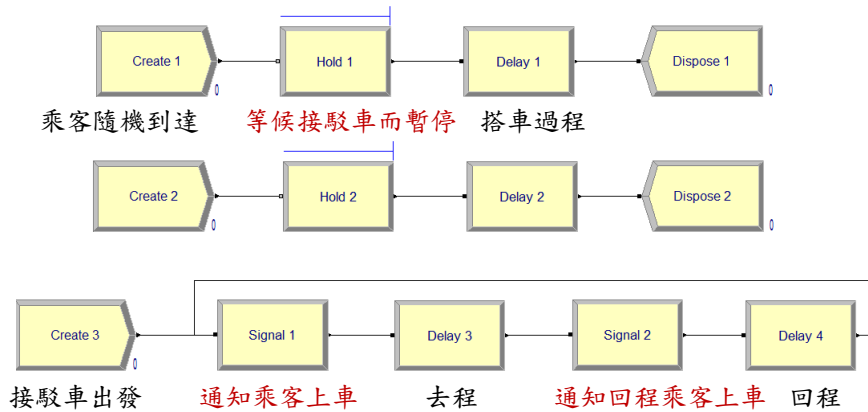 Create 1 Hold 1 Delay 1 Dispose 1
0 0
乘客隨機到達 等候接駁車而暫停 搭車過程
Create 2 Hold 2 Delay 2 Dispose 2
0 0
Create 3 Signal 1 Delay 3 Signal 2 Delay 4
0
接駁車出發 通知乘客上車 去程 通知回程乘客上車 回程